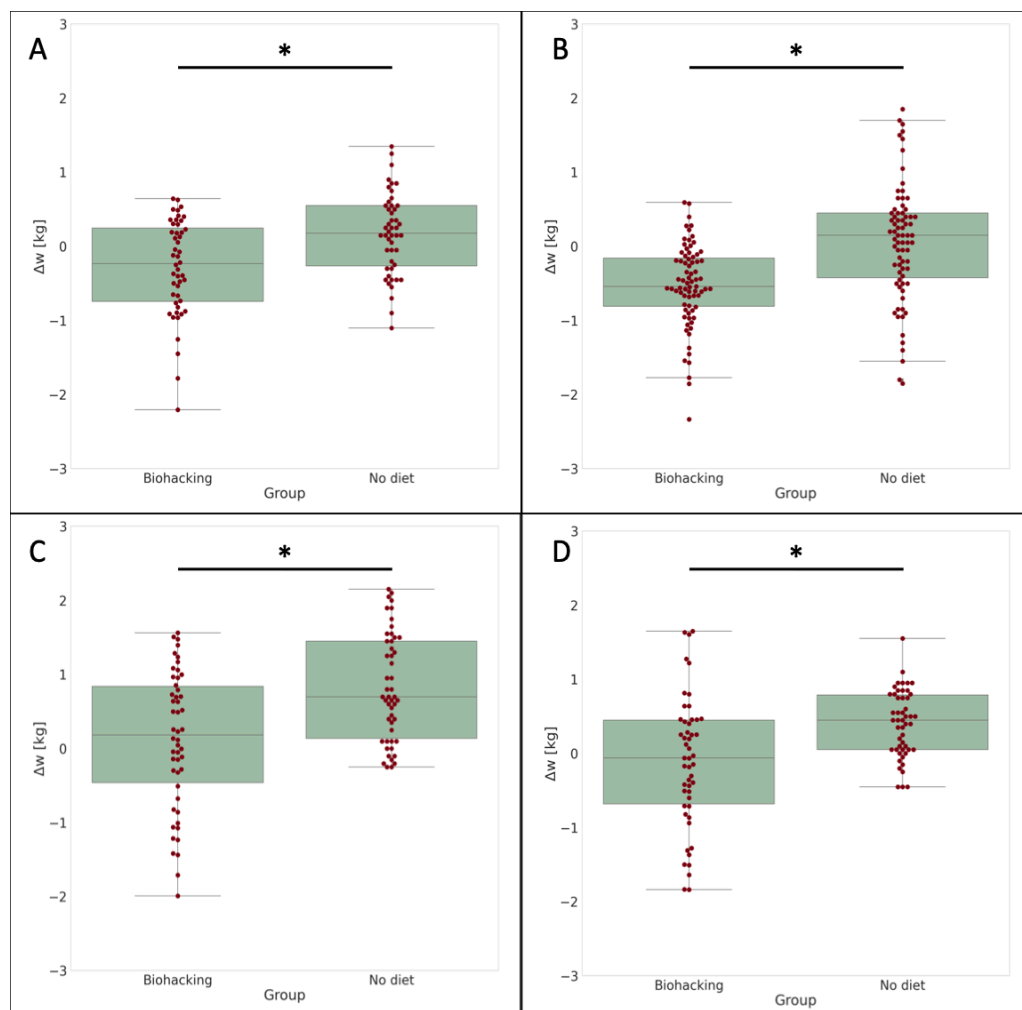 A
*
3
2
1
0
−1
−2
−3
Δw [kg]
Biohacking No diet
Group
B
*
3
2
1
0
−1
−2
−3
Δw [kg]
Biohacking No diet
Group
C
*
3
2
1
0
−1
−2
−3
Δw [kg]
Biohacking No diet
Group
D
*
3
2
1
0
−1
−2
−3
Δw [kg]
Biohacking No diet
Group